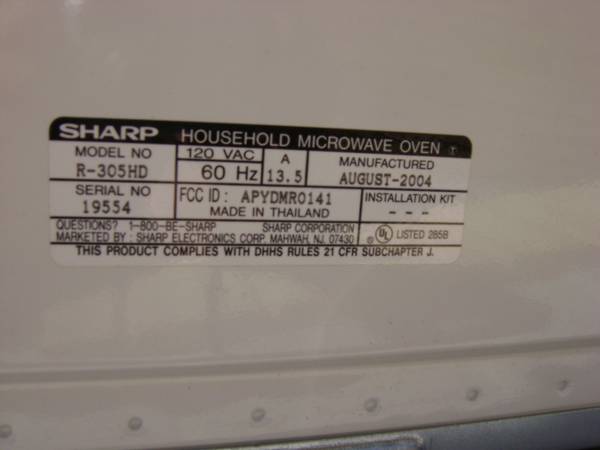 SHARP HOUSEHOLD MICROWAVE OVEN
MODEL NO
R-305HD
120 VAC
60 Hz
A
13.5
MANUFACTURED
AUGUST-2004
SERIAL NO
19554
FCC ID: APYDMR0141
MADE IN THAILAND
INSTALLATION KIT
- - -
QUESTIONS? 1-800-BE-SHARP SHARP CORPORATION
MARKETED BY : SHARP ELECTRONICS CORP. MAHWAH, NJ. 07430
UL ® LISTED 285B
THIS PRODUCT COMPLIES WITH DHHS RULES 21 CFR SUBCHAPTER J.